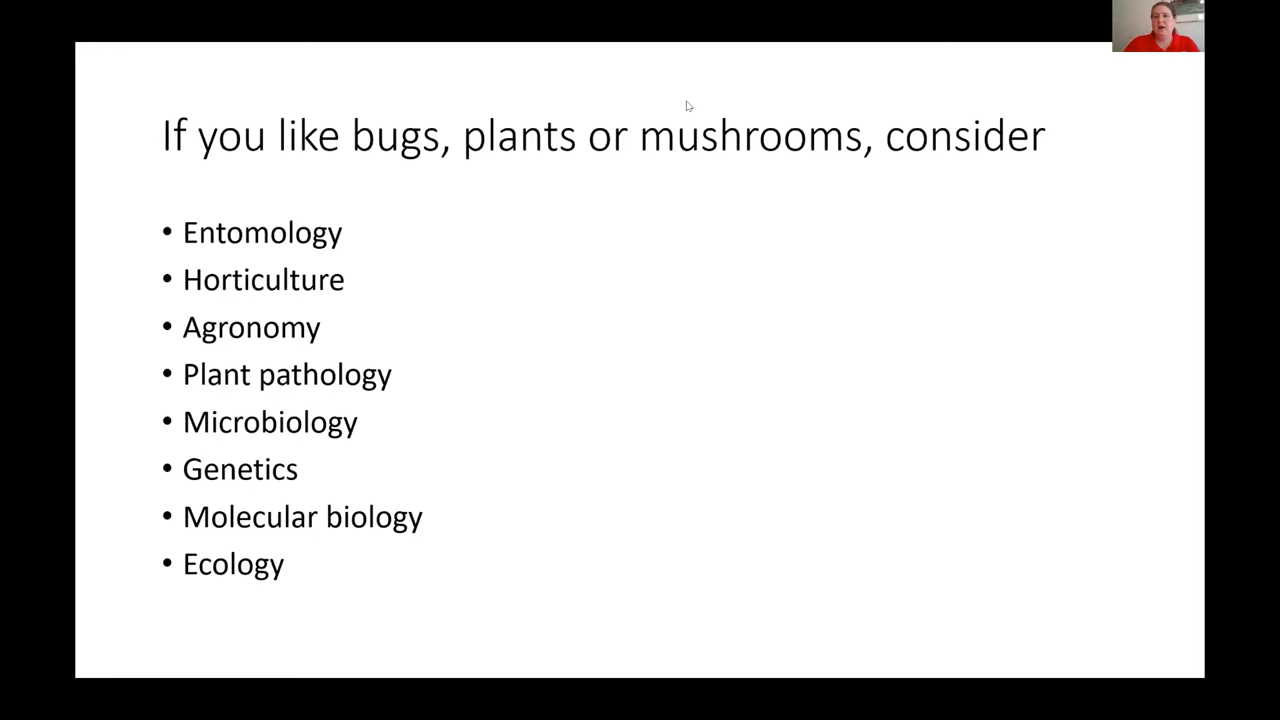 If you like bugs, plants or mushrooms, consider
• Entomology
• Horticulture
• Agronomy
• Plant pathology
• Microbiology
• Genetics
• Molecular biology
• Ecology